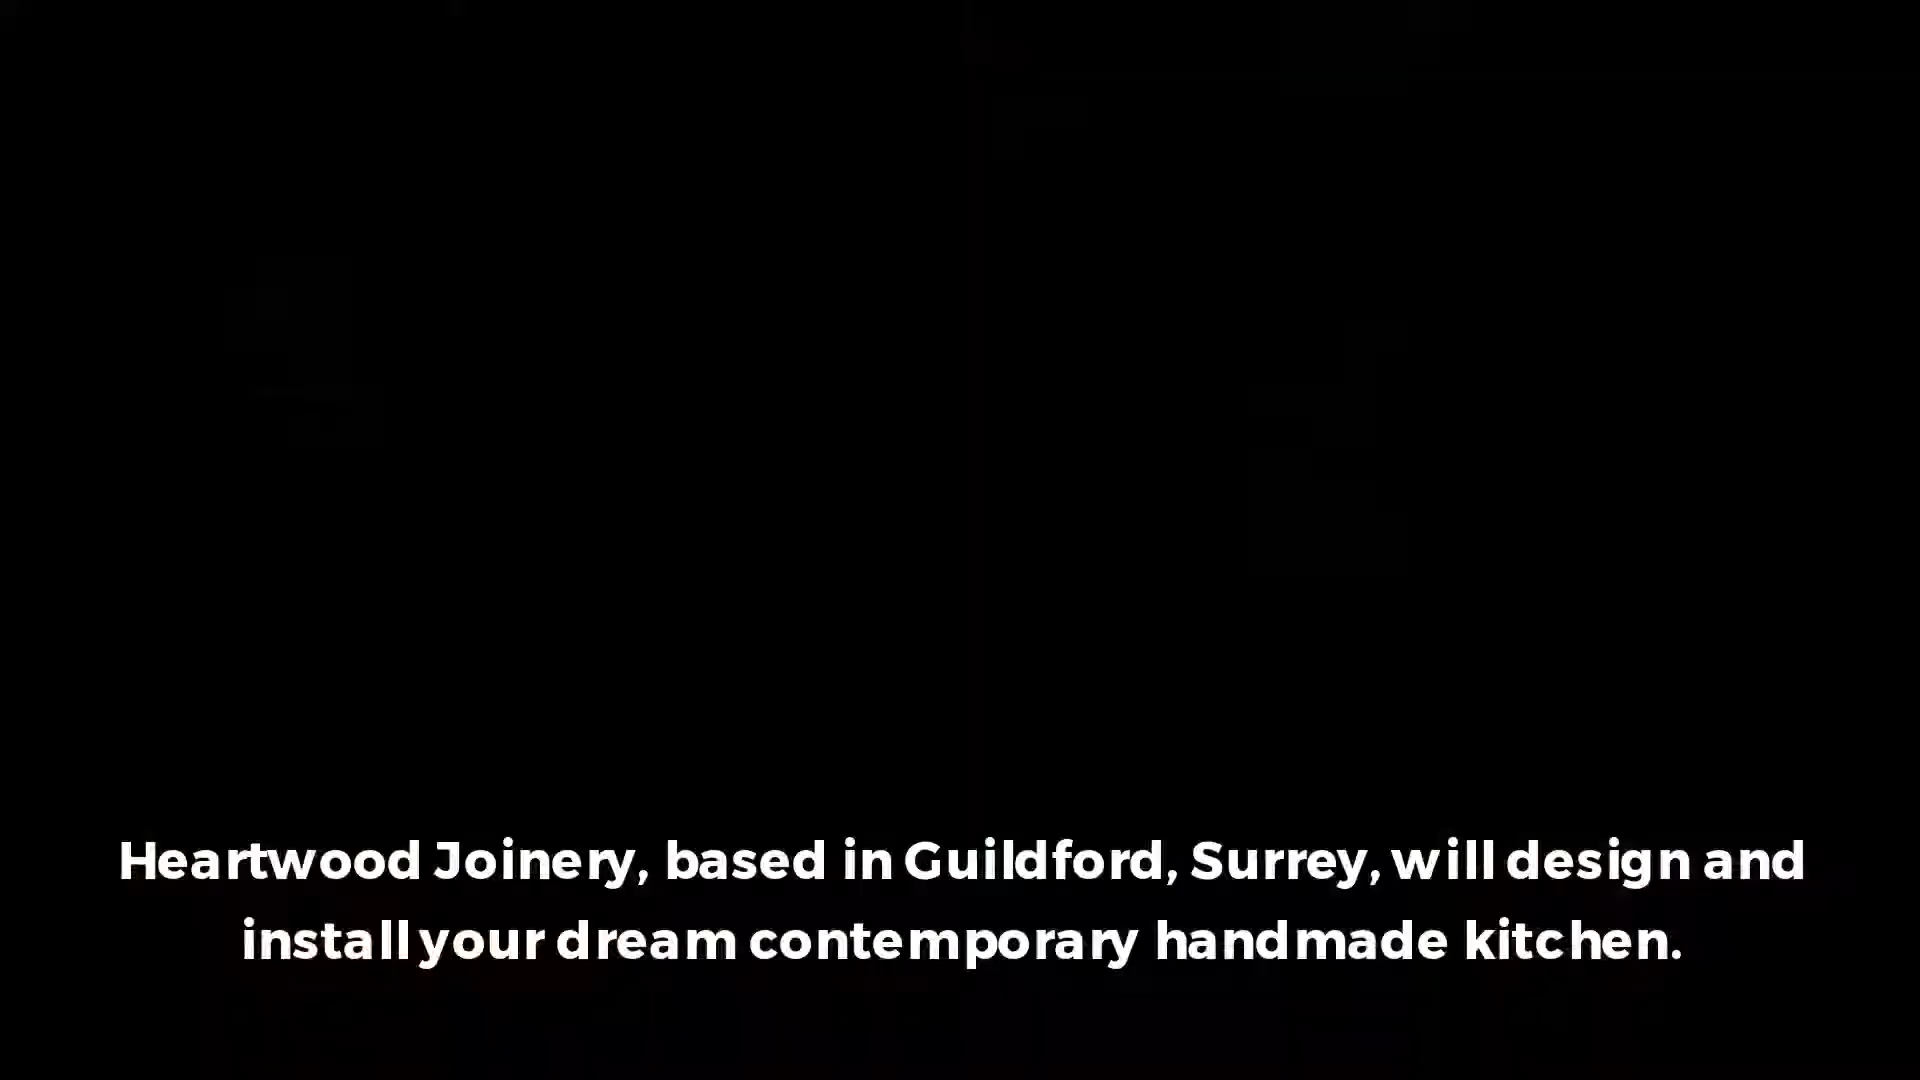 Heartwood Joinery, based in Guildford, Surrey, will design and
install your dream contemporary handmade kitchen.